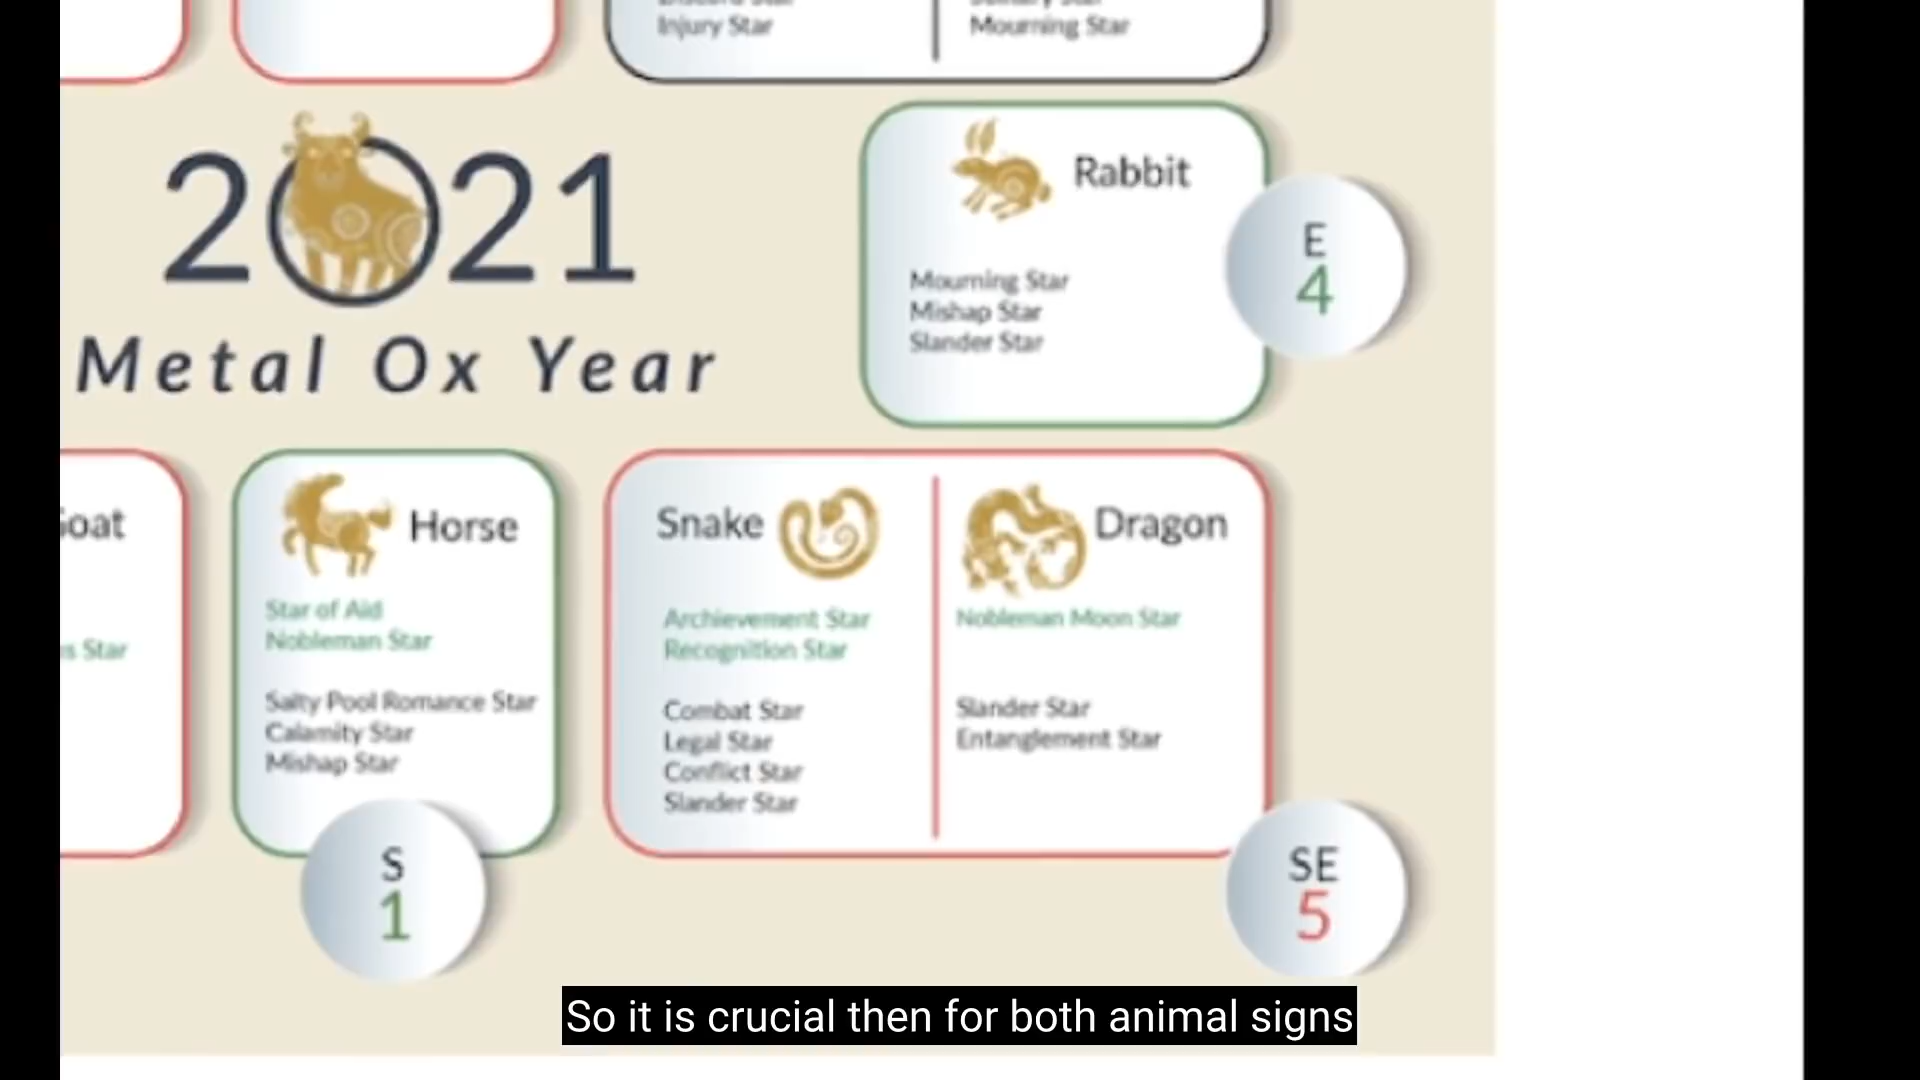 Injury Star
Mourning Star
2021
Metal Ox Year
Rabbit
Mourning Star
Mishap Star
Slander Star
E
4
oat
s Star
Horse
Star of Aid
Nobleman Star
Salty Pool Romance Star
Calamity Star
Mishap Star
S
1
Snake
Archievement Star
Recognition Star
Combat Star
Legal Star
Conflict Star
Slander Star
Dragon
Nobleman Moon Star
Slander Star
Entanglement Star
SE
5
So it is crucial then for both animal signs